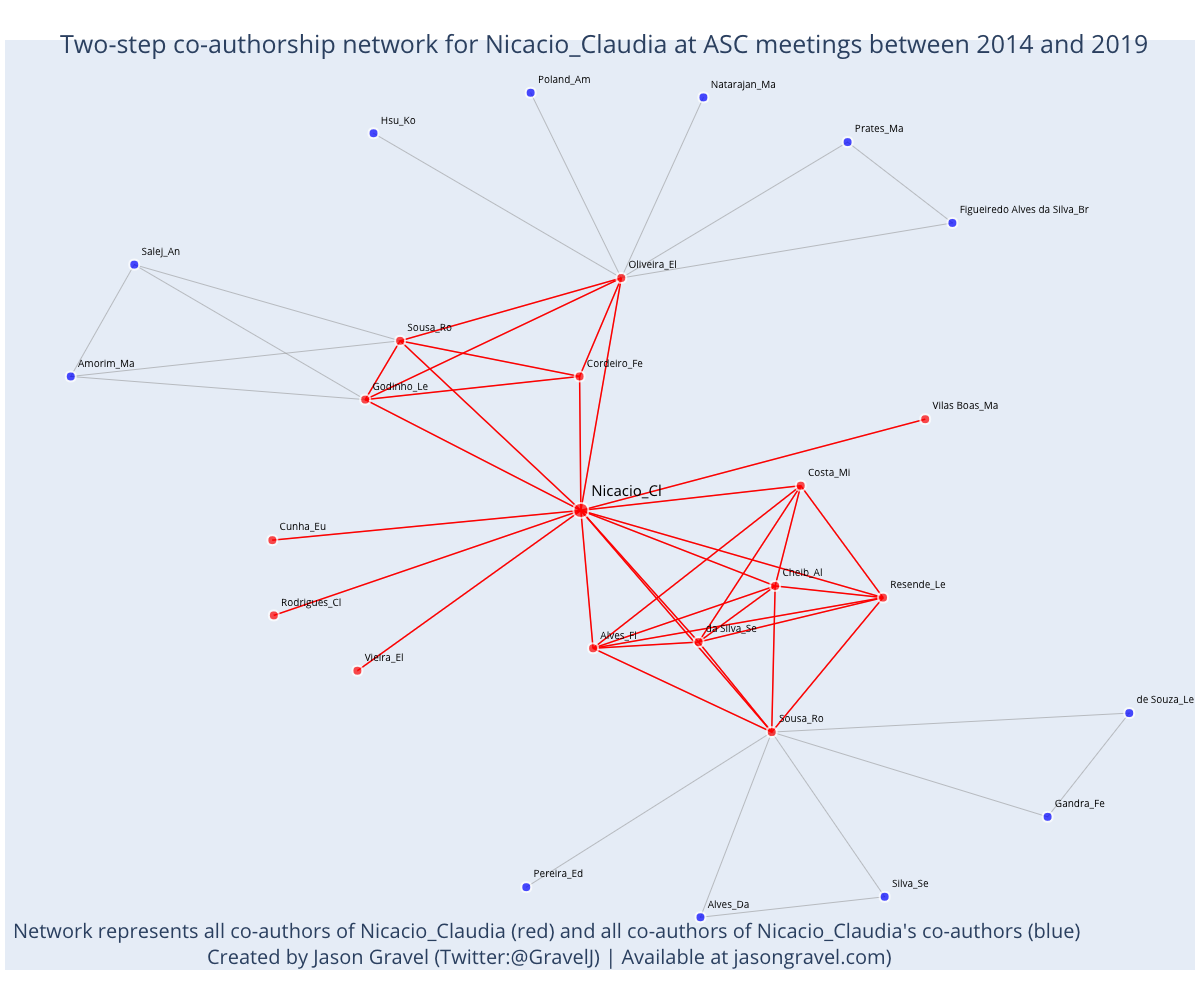 Two-step co-authorship network for Nicacio_Claudia at ASC meetings between 2014 and 2019
Poland_Am
Natarajan_Ma
Hsu_Ko
Prates_Ma
Figueiredo Alves da Silva_Br
Salej_An
Oliveira_El
Sousa_Ro
Amorim_Ma
Cordeiro_Fe
Godinho_Le
Vilas Boas_Ma
Costa_Mi
Nicacio_Cl
Cunha_Eu
Cheib_Al
Resende_Le
Rodrigues_Cl
da Silva_Se
Alves_Fl
Vieira_El
de Souza_Le
Sousa_Ro
Gandra_Fe
Pereira_Ed
Silva_Se
Alves_Da
Network represents all co-authors of Nicacio_Claudia (red) and all co-authors of Nicacio_Claudia's co-authors (blue)
Created by Jason Gravel (Twitter:@GravelJ) | Available at jasongravel.com)